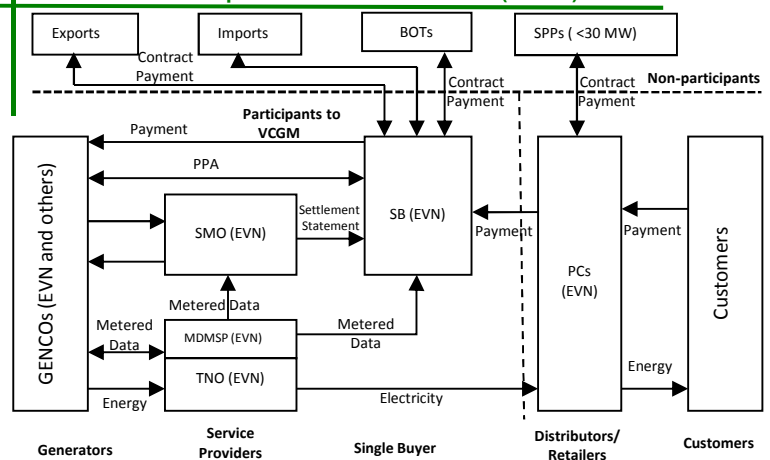 Exports
Imports
BOTs
SPPs ( <30 MW)
Contract
Payment
Contract
Payment
Contract
Payment
Non-participants
Participants to
VCGM
Payment
PPA
GENCOs (EVN and others)
SMO (EVN)
Settlement
Statement
SB (EVN)
Payment
PCs
(EVN)
Payment
Customers
Metered Data
Metered
Data
MDMSP (EVN)
Metered
Data
TNO (EVN)
Energy
Electricity
Energy
Generators
Service
Providers
Single Buyer
Distributors/
Retailers
Customers